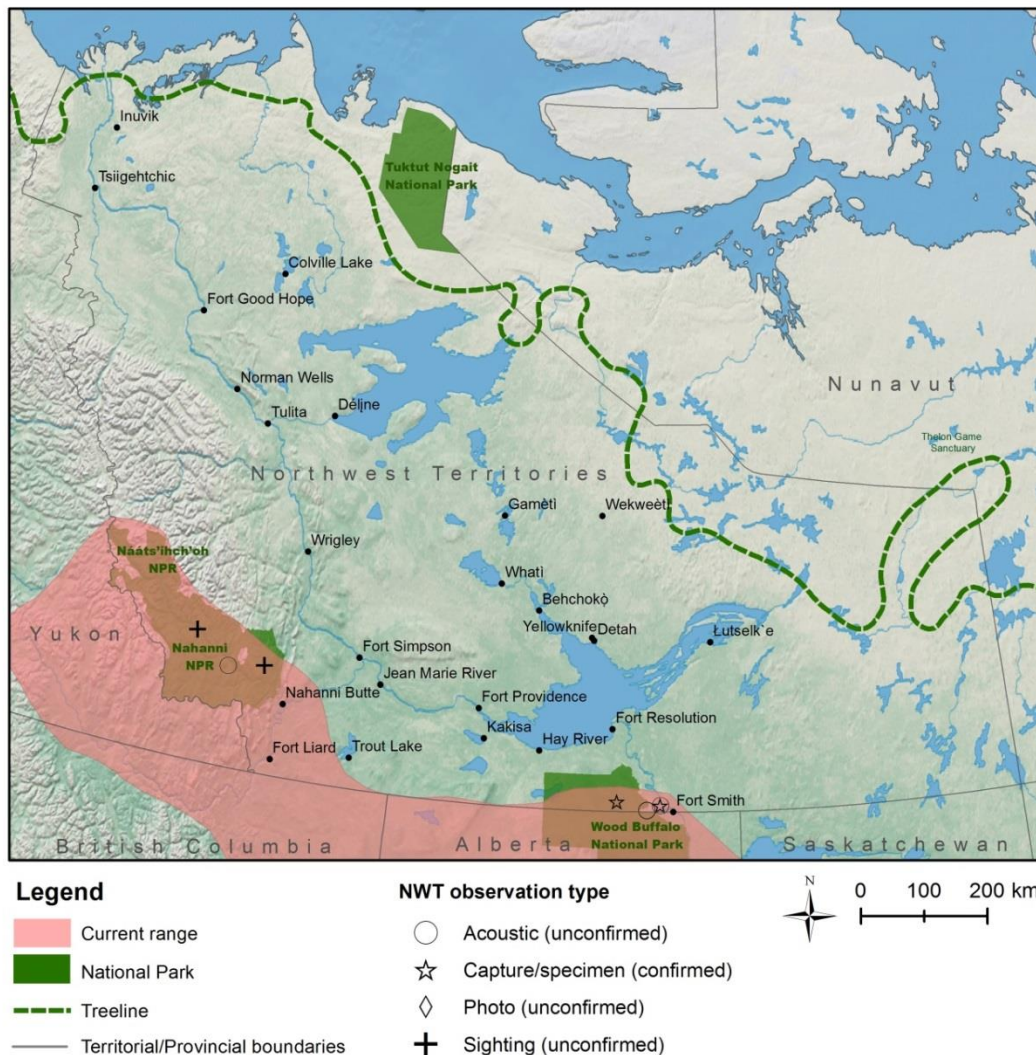 Inuvik
Tsiigehtchic
Tuktut Nogait
National Park
Colville Lake
Fort Good Hope
Norman Wells
Tulita
Délįne
Nunavut
Thelon Game
Sanctuary
Northwest Territories
Gamètì
Wekweètì
Wrigley
Nááts'ihch'oh
NPR
Whatì
Behchokǫ̀
Yukon
Nahanni
NPR
Yellowknife
Detah
Łutselk`e
Fort Simpson
Jean Marie River
Nahanni Butte
Fort Providence
Fort Resolution
Kakisa
Hay River
Fort Liard
Trout Lake
Fort Smith
Wood Buffalo
National Park
British Columbia
Alberta
Saskatchewan
Legend
Current range
National Park
Treeline
Territorial/Provincial boundaries
NWT observation type
Acoustic (unconfirmed)
Capture/specimen (confirmed)
Photo (unconfirmed)
Sighting (unconfirmed)
N
0 100 200 km